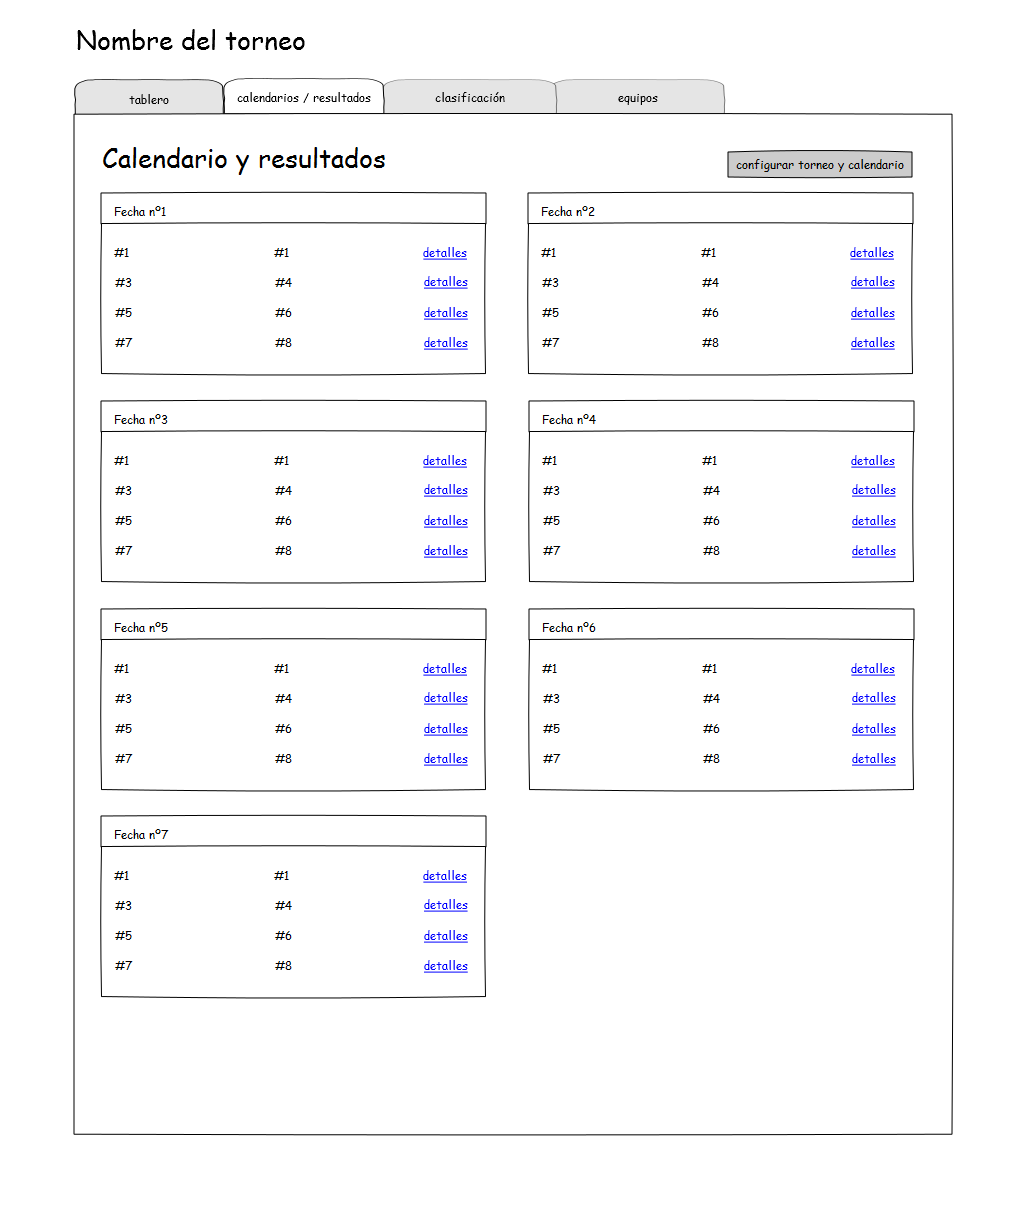 Nombre del torneo
tablero calendarios / resultados clasificación equipos
Calendario y resultados configurar torneo y calendario
Fecha nº1
#1 #1 detalles
#3 #4 detalles
#5 #6 detalles
#7 #8 detalles
Fecha nº2
#1 #1 detalles
#3 #4 detalles
#5 #6 detalles
#7 #8 detalles
Fecha nº3
#1 #1 detalles
#3 #4 detalles
#5 #6 detalles
#7 #8 detalles
Fecha nº4
#1 #1 detalles
#3 #4 detalles
#5 #6 detalles
#7 #8 detalles
Fecha nº5
#1 #1 detalles
#3 #4 detalles
#5 #6 detalles
#7 #8 detalles
Fecha nº6
#1 #1 detalles
#3 #4 detalles
#5 #6 detalles
#7 #8 detalles
Fecha nº7
#1 #1 detalles
#3 #4 detalles
#5 #6 detalles
#7 #8 detalles